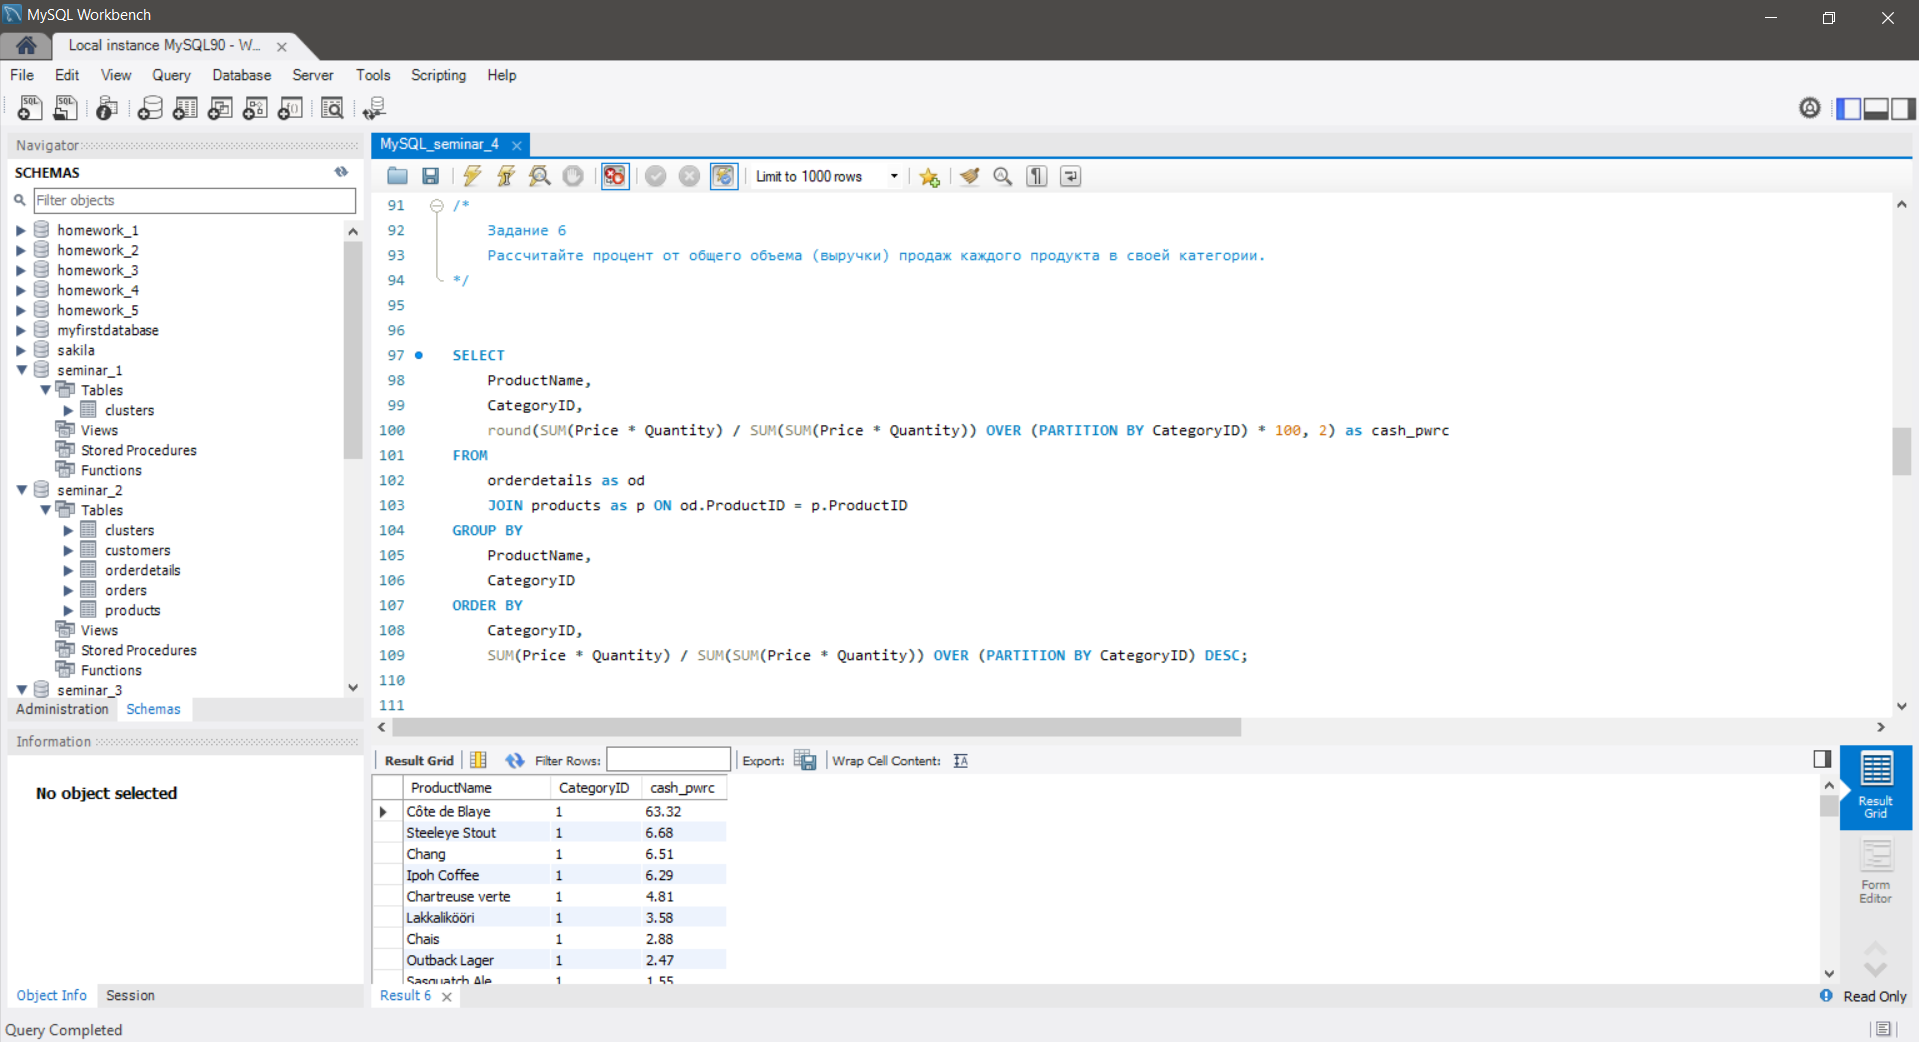 MySQL Workbench
Local instance MySQL90 - W...
File Edit View Query Database Server Tools Scripting Help
Navigator
SCHEMAS
Filter objects
homework_1
homework_2
homework_3
homework_4
homework_5
myfirstdatabase
sakila
seminar_1
Tables
clusters
Views
Stored Procedures
Functions
seminar_2
Tables
clusters
customers
orderdetails
orders
products
Views
Stored Procedures
Functions
seminar_3
Administration Schemas
Information
No object selected
Object Info Session
MySQL_seminar_4
Limit to 1000 rows
91 /*
92 Задание 6
93 Рассчитайте процент от общего объема (выручки) продаж каждого продукта в своей категории.
94 */
95
96
97 SELECT
98 ProductName,
99 CategoryID,
100 round(SUM(Price * Quantity) / SUM(SUM(Price * Quantity)) OVER (PARTITION BY CategoryID) * 100, 2) as cash_pwrc
101 FROM
102 orderdetails as od
103 JOIN products as p ON od.ProductID = p.ProductID
104 GROUP BY
105 ProductName,
106 CategoryID
107 ORDER BY
108 CategoryID,
109 SUM(Price * Quantity) / SUM(SUM(Price * Quantity)) OVER (PARTITION BY CategoryID) DESC;
110
111
Result Grid Filter Rows: Export: Wrap Cell Content:
ProductName CategoryID cash_pwrc
Côte de Blaye 1 63.32
Steeleye Stout 1 6.68
Chang 1 6.51
Ipoh Coffee 1 6.29
Chartreuse verte 1 4.81
Lakkalikööri 1 3.58
Chais 1 2.88
Outback Lager 1 2.47
Sasquatch Ale 1 1.55
Result Grid
Form Editor
Result 6
Read Only
Query Completed